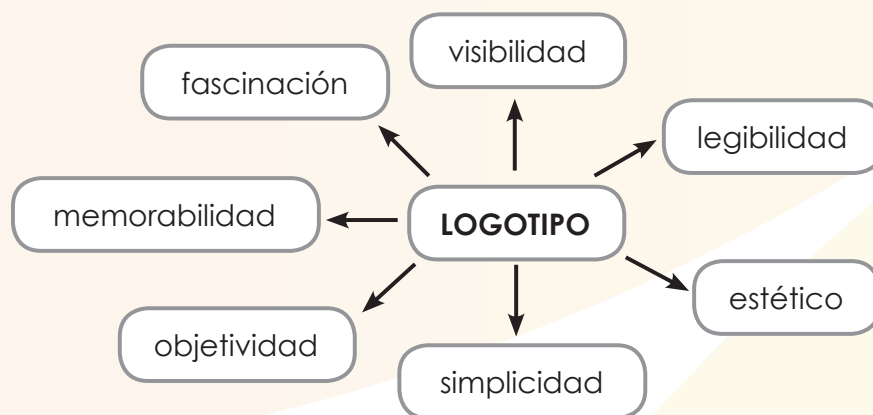 visibilidad
fascinación
legibilidad
memorabilidad
LOGOTIPO
estético
objetividad
simplicidad